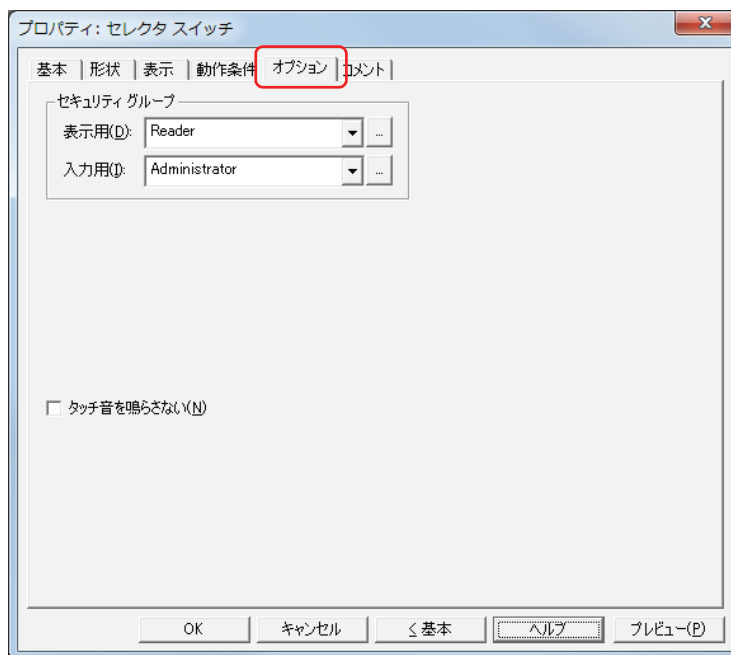 プロパティ: セレクタ スイッチ
X
基本 形状 表示 動作条件 オプション コメント
セキュリティ グループ
表示用(D): Reader ...
入力用(I): Administrator ...
タッチ音を鳴らさない(N)
OK キャンセル < 基本 ヘルプ プレビュー(P)